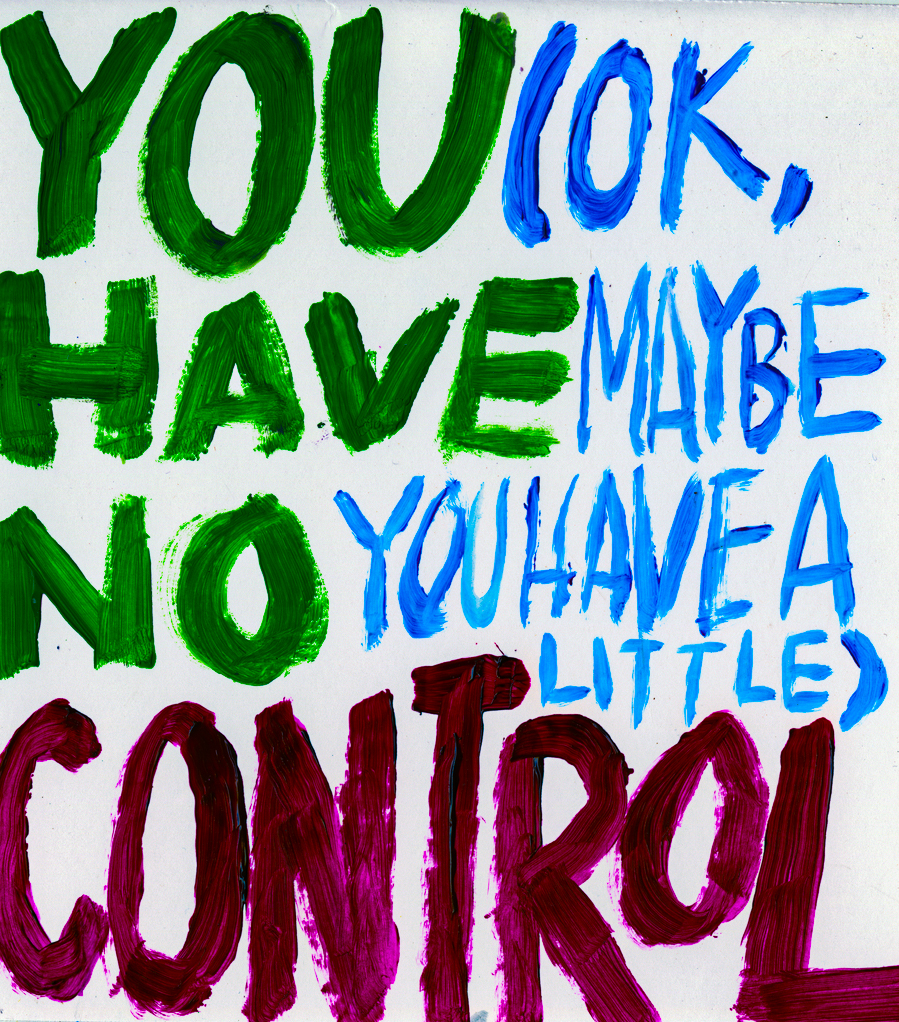 YOU (OK,
HAVE MAYBE
NO YOU HAVE A
LITTLE)
CONTROL